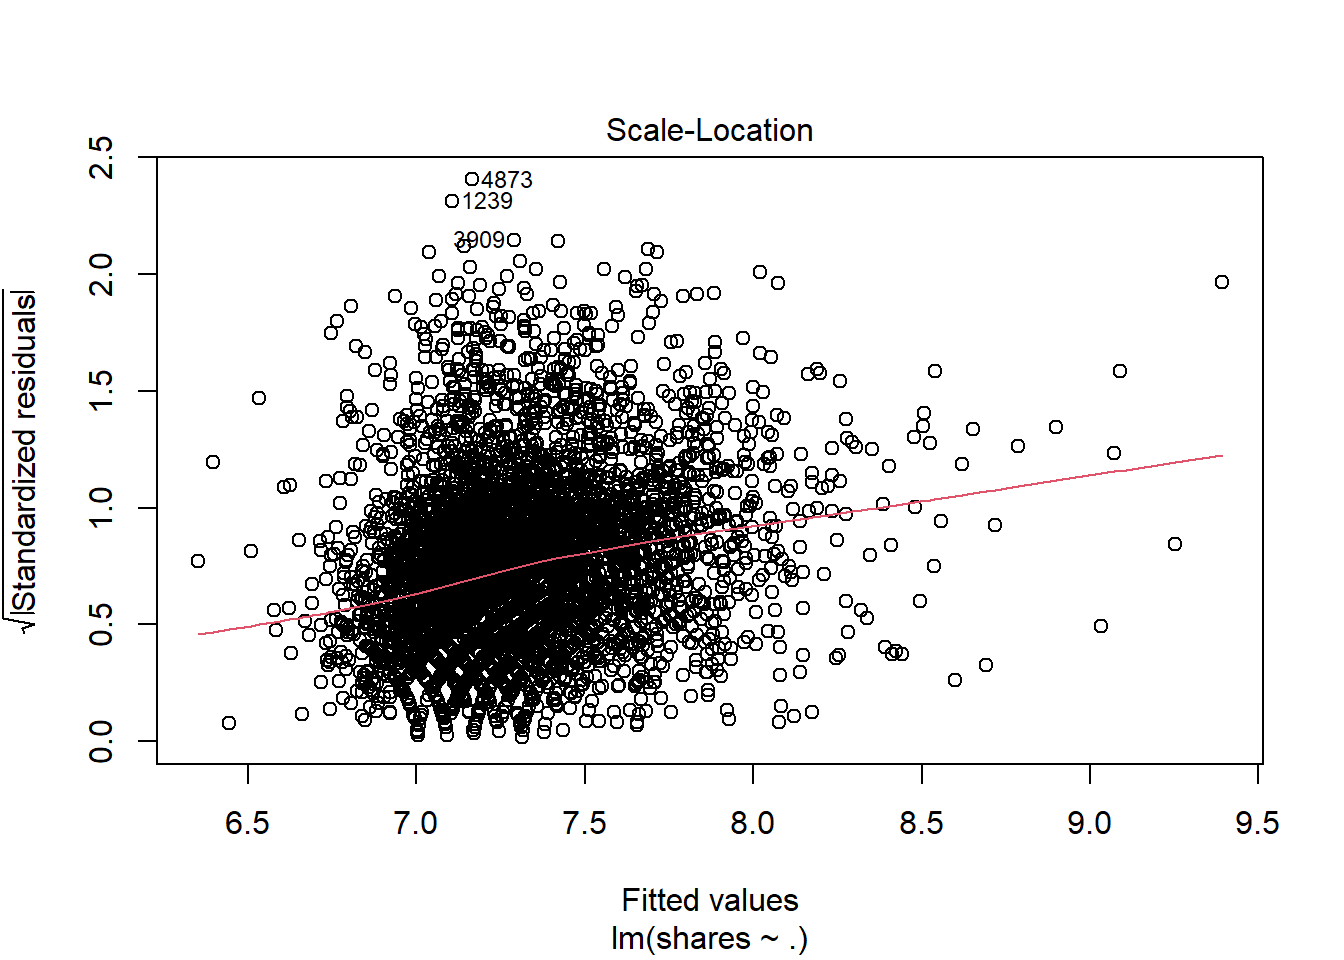 Scale-Location
√|Standardized residuals|
2.5
2.0
1.5
1.0
0.5
0.0
4873
1239
3909
6.5 7.0 7.5 8.0 8.5 9.0 9.5
Fitted values
lm(shares ~ .)